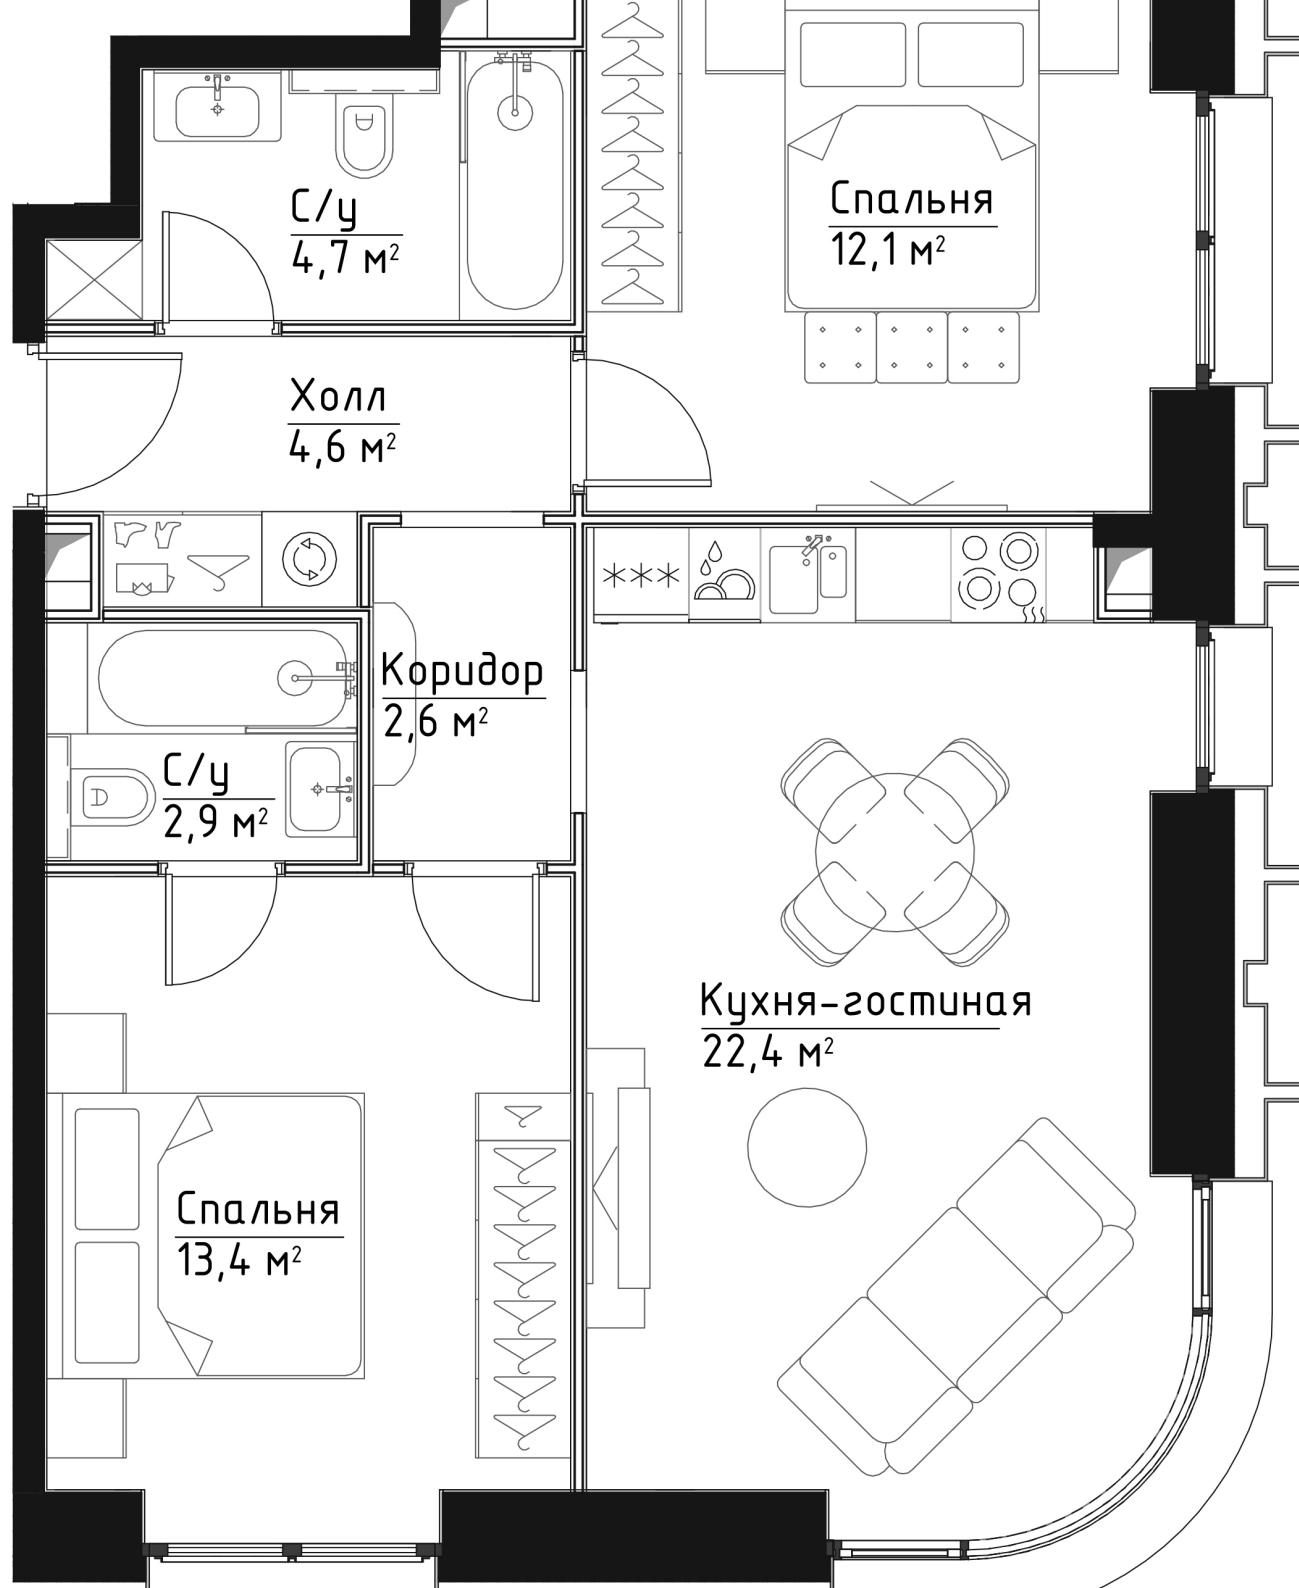 С/у
4,7 м²
Спальня
12,1 м²
Холл
4,6 м²
Коридор
2,6 м²
С/у
2,9 м²
Кухня-гостиная
22,4 м²
Спальня
13,4 м²